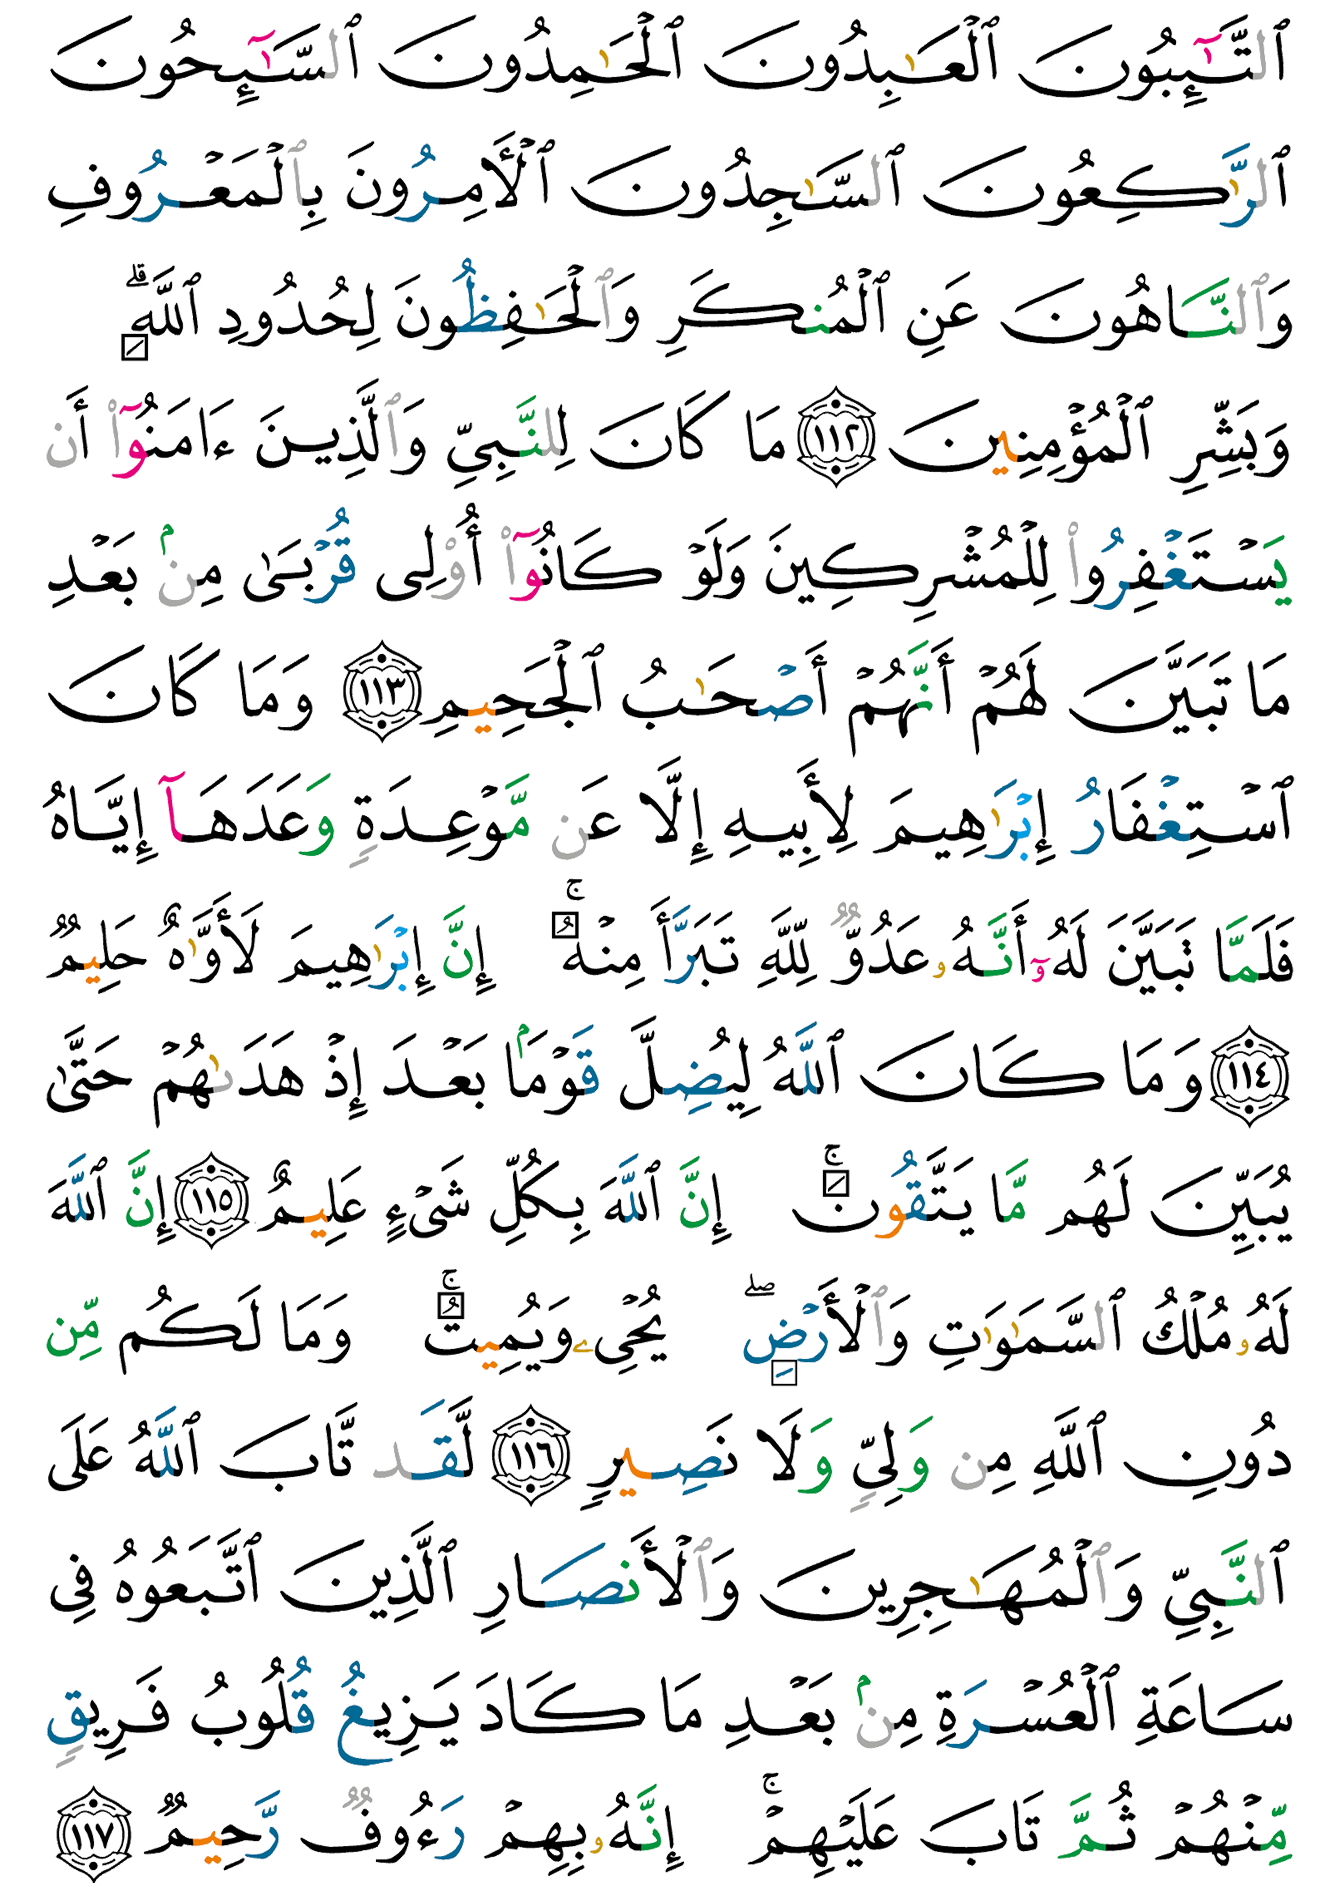 ٱلتَّٰٓئِبُونَ ٱلْعَٰبِدُونَ ٱلْحَٰمِدُونَ ٱلسَّٰٓئِحُونَ
ٱلرَّٰكِعُونَ ٱلسَّٰجِدُونَ ٱلْأَمِرُونَ بِٱلْمَعْرُوفِ
وَٱلنَّاهُونَ عَنِ ٱلْمُنكَرِ وَٱلْحَٰفِظُونَ لِحُدُودِ ٱللَّهِ ۗ
وَبَشِّرِ ٱلْمُؤْمِنِينَ ١١٢ مَا كَانَ لِلنَّبِيِّ وَٱلَّذِينَ ءَامَنُوٓا۟ أَن
يَسْتَغْفِرُوا۟ لِلْمُشْرِكِينَ وَلَوْ كَانُوٓا۟ أُو۟لِى قُرْبَىٰ مِنۢ بَعْدِ
مَا تَبَيَّنَ لَهُمْ أَنَّهُمْ أَصْحَٰبُ ٱلْجَحِيمِ ١١٣ وَمَا كَانَ
ٱسْتِغْفَارُ إِبْرَٰهِيمَ لِأَبِيهِ إِلَّا عَن مَّوْعِدَةٍ وَعَدَهَآ إِيَّاهُ
فَلَمَّا تَبَيَّنَ لَهُۥٓ أَنَّهُۥ عَدُوٌّ لِّلَّهِ تَبَرَّأَ مِنْهُ ۚ إِنَّ إِبْرَٰهِيمَ لَأَوَّٰهٌ حَلِيمٌ
١١٤ وَمَا كَانَ ٱللَّهُ لِيُضِلَّ قَوْمًۢا بَعْدَ إِذْ هَدَىٰهُمْ حَتَّىٰ
يُبَيِّنَ لَهُم مَّا يَتَّقُونَ ۚ إِنَّ ٱللَّهَ بِكُلِّ شَىْءٍ عَلِيمٌ ١١٥ إِنَّ ٱللَّهَ
لَهُۥ مُلْكُ ٱلسَّمَٰوَٰتِ وَٱلْأَرْضِ ۖ يُحْىِۦ وَيُمِيتُ ۚ وَمَا لَكُم مِّن
دُونِ ٱللَّهِ مِن وَلِىٍّ وَلَا نَصِيرٍ ١١٦ لَّقَد تَّابَ ٱللَّهُ عَلَى
ٱلنَّبِىِّ وَٱلْمُهَٰجِرِينَ وَٱلْأَنصَارِ ٱلَّذِينَ ٱتَّبَعُوهُ فِى
سَاعَةِ ٱلْعُسْرَةِ مِنۢ بَعْدِ مَا كَادَ يَزِيغُ قُلُوبُ فَرِيقٍ
مِّنْهُمْ ثُمَّ تَابَ عَلَيْهِمْ ۚ إِنَّهُۥ بِهِمْ رَءُوفٌ رَّحِيمٌ ١١٧